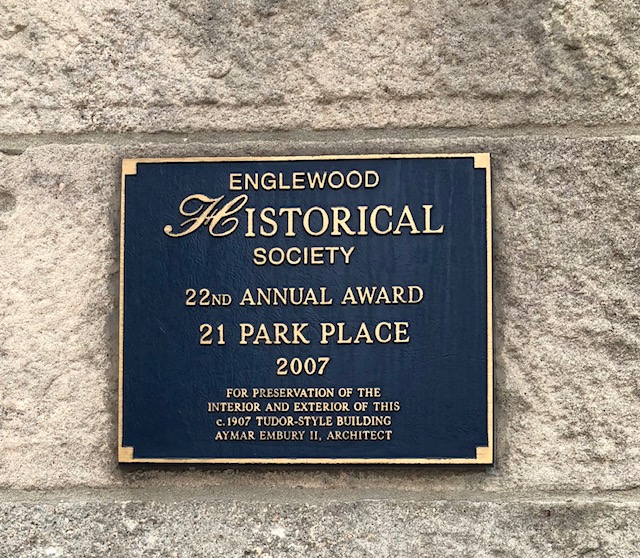 ENGLEWOOD
HISTORICAL
SOCIETY
22ND ANNUAL AWARD
21 PARK PLACE
2007
FOR PRESERVATION OF THE
INTERIOR AND EXTERIOR OF THIS
c.1907 TUDOR-STYLE BUILDING
AYMAR EMBURY II, ARCHITECT